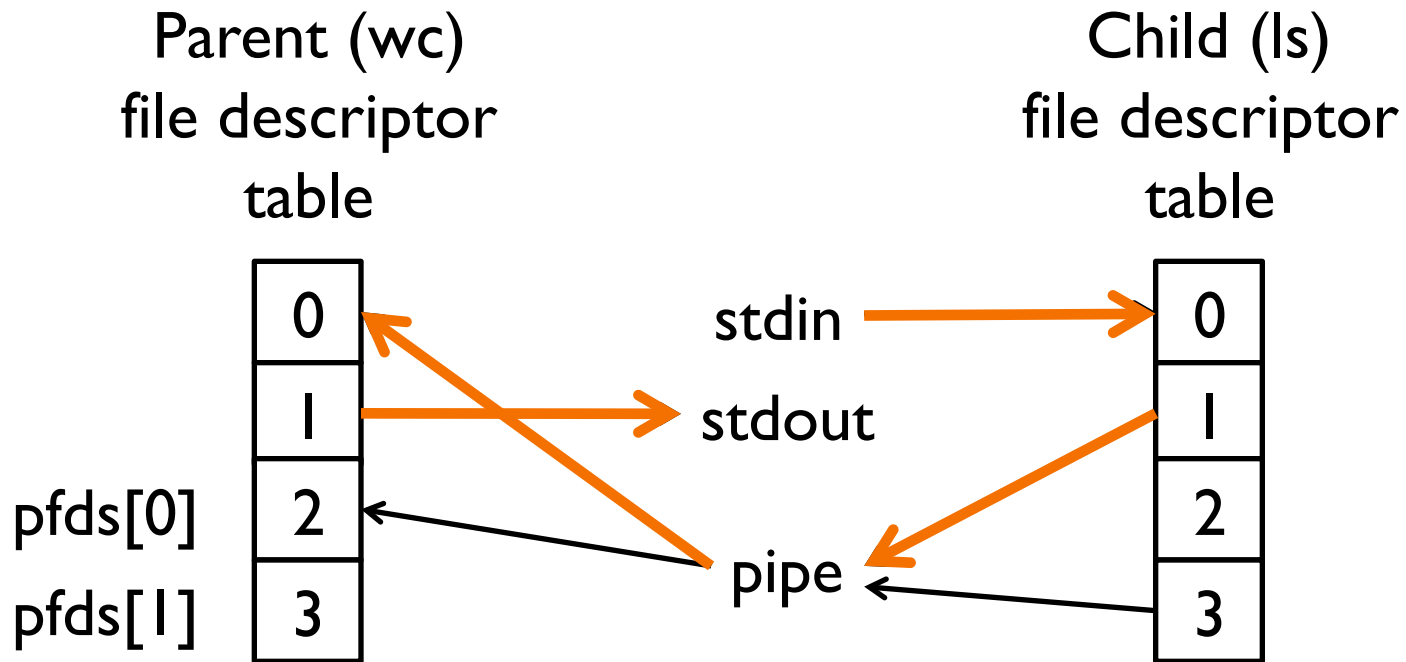 Parent (wc)
file descriptor
table
Child (ls)
file descriptor
table
0
1
pfds[0] 2
pfds[1] 3
stdin
stdout
pipe
0
1
2
3